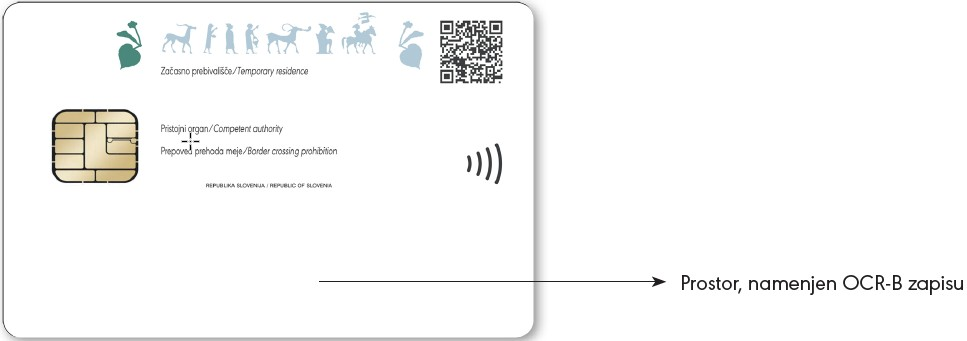 Začasno prebivališče/Temporary residence
Pristojni organ/Competent authority
Prepoved prehoda meje/Border crossing prohibition
REPUBLIKA SLOVENIJA | REPUBLIC OF SLOVENIA
Prostor, namenjen OCR-B zapisu